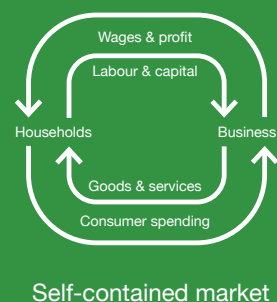 Wages & profit
Labour & capital
Households
Business
Goods & services
Consumer spending
Self-contained market